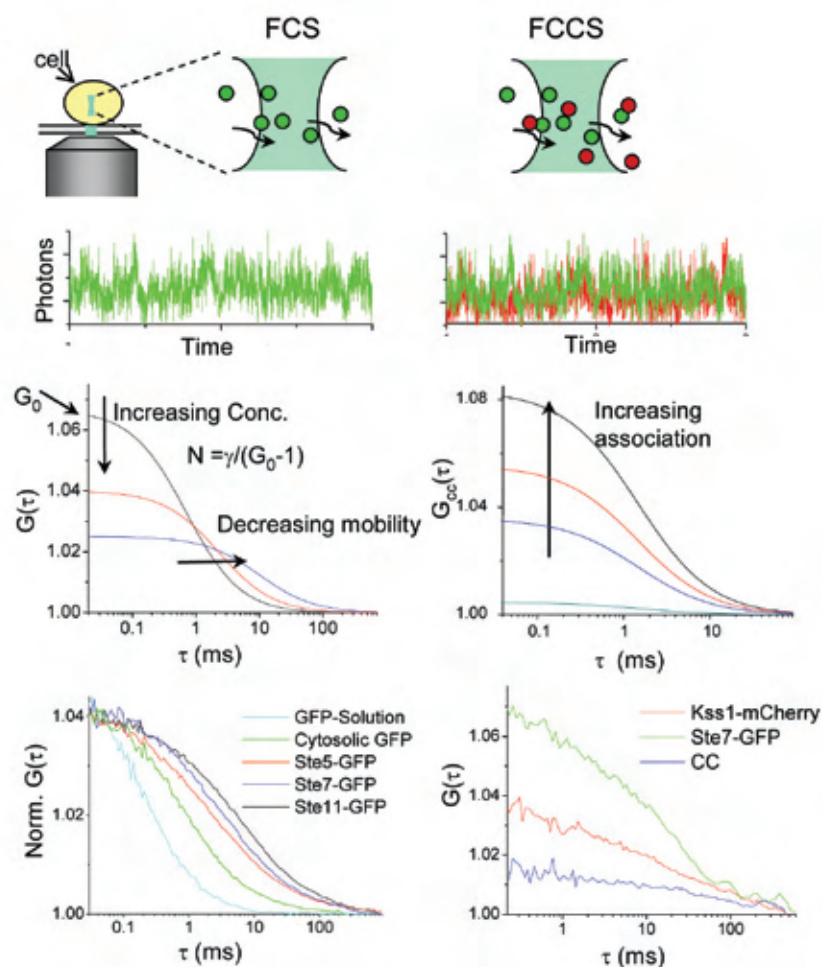 FCS
FCCS
cell
Photons
Time
Time
G₀
Increasing Conc.
N =γ/(G₀-1)
Decreasing mobility
G(τ)
1.06
1.04
1.02
1.00
0.1 1 10 100
τ (ms)
Increasing
association
G_cc(τ)
1.08
1.04
1.00
0.1 1 10
τ (ms)
Norm. G(τ)
1.04
1.02
1.00
GFP-Solution
Cytosolic GFP
Ste5-GFP
Ste7-GFP
Ste11-GFP
0.1 1 10 100
τ (ms)
G(τ)
1.06
1.04
1.02
1.00
Kss1-mCherry
Ste7-GFP
CC
1 10 100
τ (ms)